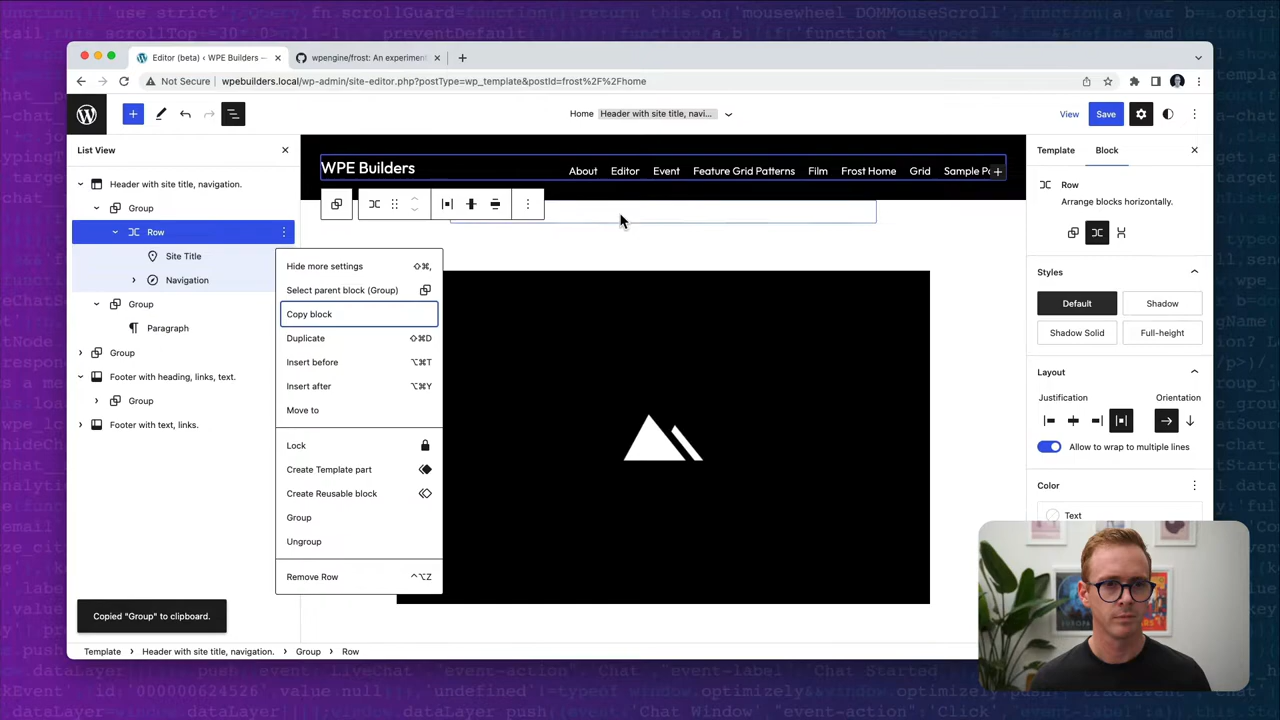 Editor (beta) ‹ WPE Builders —
wpengine/frost: An experiment
Not Secure
wpebuilders.local/wp-admin/site-editor.php?postType=wp_template&postId=frost%2F%2Fhome
Home
Header with site title, navi...
View
Save
List View
Header with site title, navigation.
Group
Row
Site Title
Navigation
Group
Paragraph
Group
Footer with heading, links, text.
Group
Footer with text, links.
WPE Builders
About
Editor
Event
Feature Grid Patterns
Film
Frost Home
Grid
Sample Pa
Hide more settings ⇧⌘,
Select parent block (Group)
Copy block
Duplicate ⇧⌘D
Insert before ⌥⌘T
Insert after ⌥⌘Y
Move to
Lock
Create Template part
Create Reusable block
Group
Ungroup
Remove Row ^⌥Z
Template
Block
Row
Arrange blocks horizontally.
Styles
Default
Shadow
Shadow Solid
Full-height
Layout
Justification
Orientation
Allow to wrap to multiple lines
Color
Text
Copied "Group" to clipboard.
Template
Header with site title, navigation.
Group
Row